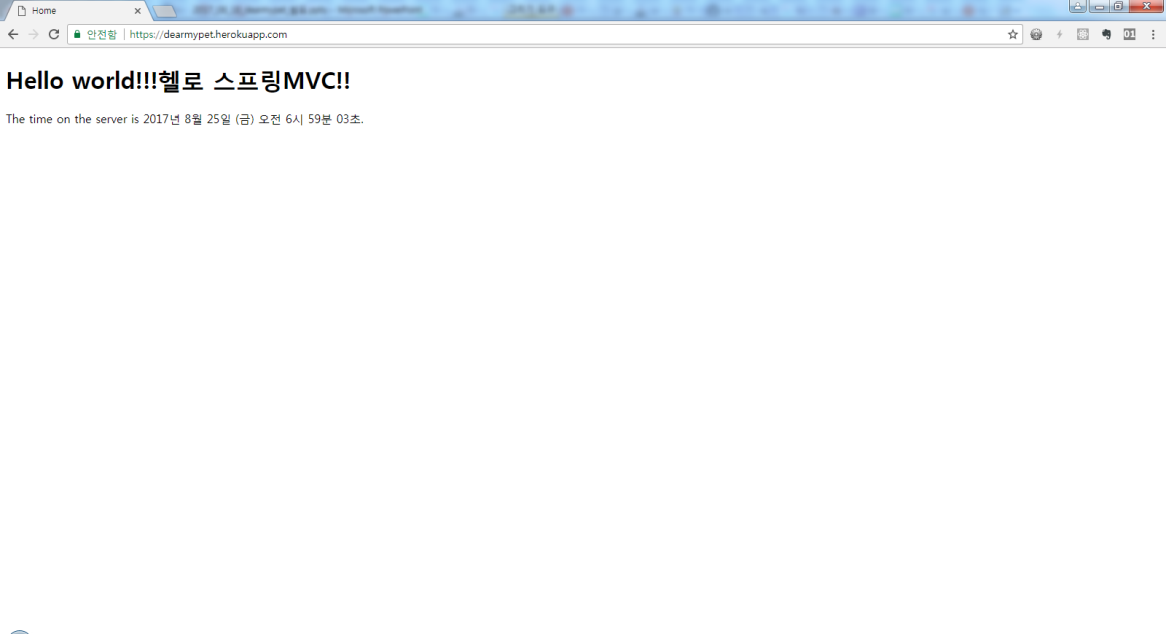 Home
안전함 https://dearmypet.herokuapp.com
01
Hello world!!!헬로 스프링MVC!!
The time on the server is 2017년 8월 25일 (금) 오전 6시 59분 03초.